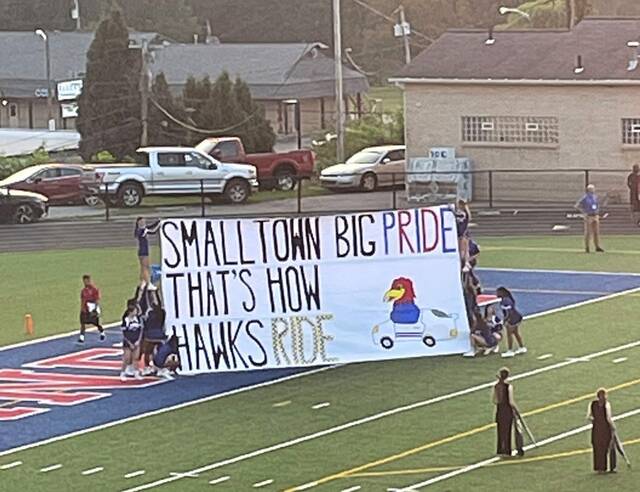 SMALLTOWN BIG PRIDE
THAT'S HOW
HAWKS RIDE